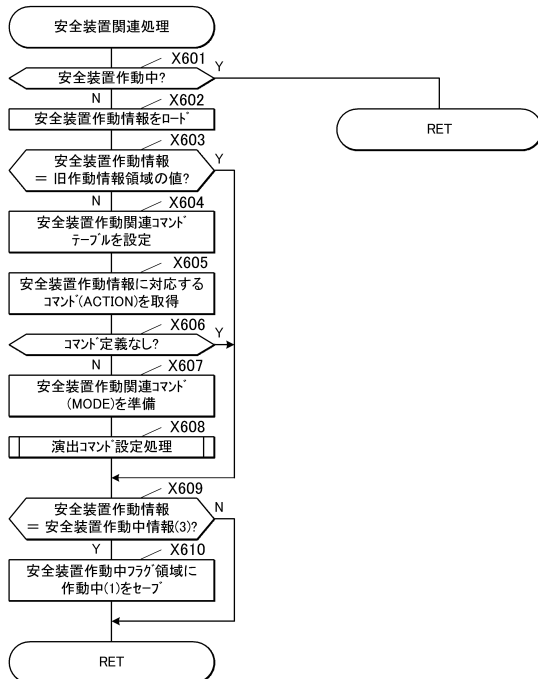 安全装置関連処理
X601
安全装置作動中?
Y
N
X602
安全装置作動情報をロード
RET
X603
安全装置作動情報
= 旧作動情報領域の値?
Y
N
X604
安全装置作動関連コマンド
テーブルを設定
X605
安全装置作動情報に対応する
コマンド(ACTION)を取得
X606
コマンド定義なし?
Y
N
X607
安全装置作動関連コマンド
(MODE)を準備
X608
演出コマンド設定処理
X609
安全装置作動情報
= 安全装置作動中情報(3)?
N
Y
X610
安全装置作動中フラグ領域に
作動中(1)をセーブ
RET